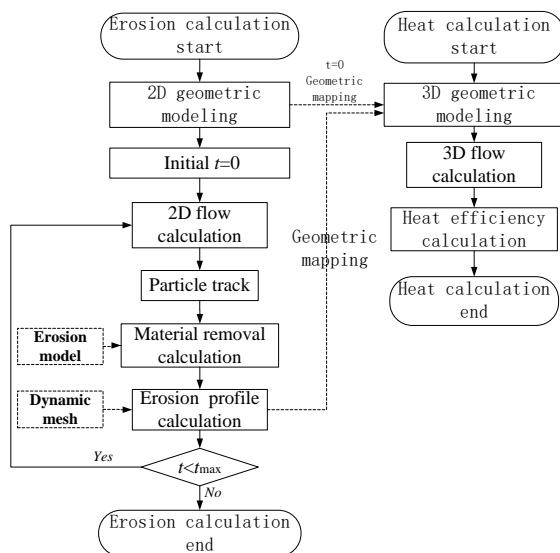 Erosion calculation
start
2D geometric
modeling
Initial t=0
2D flow
calculation
Particle track
Erosion
model
Material removal
calculation
Dynamic
mesh
Erosion profile
calculation
Yes
t<tmax
No
Erosion calculation
end
t=0
Geometric
mapping
Geometric
mapping
Heat calculation
start
3D geometric
modeling
3D flow
calculation
Heat efficiency
calculation
Heat calculation
end